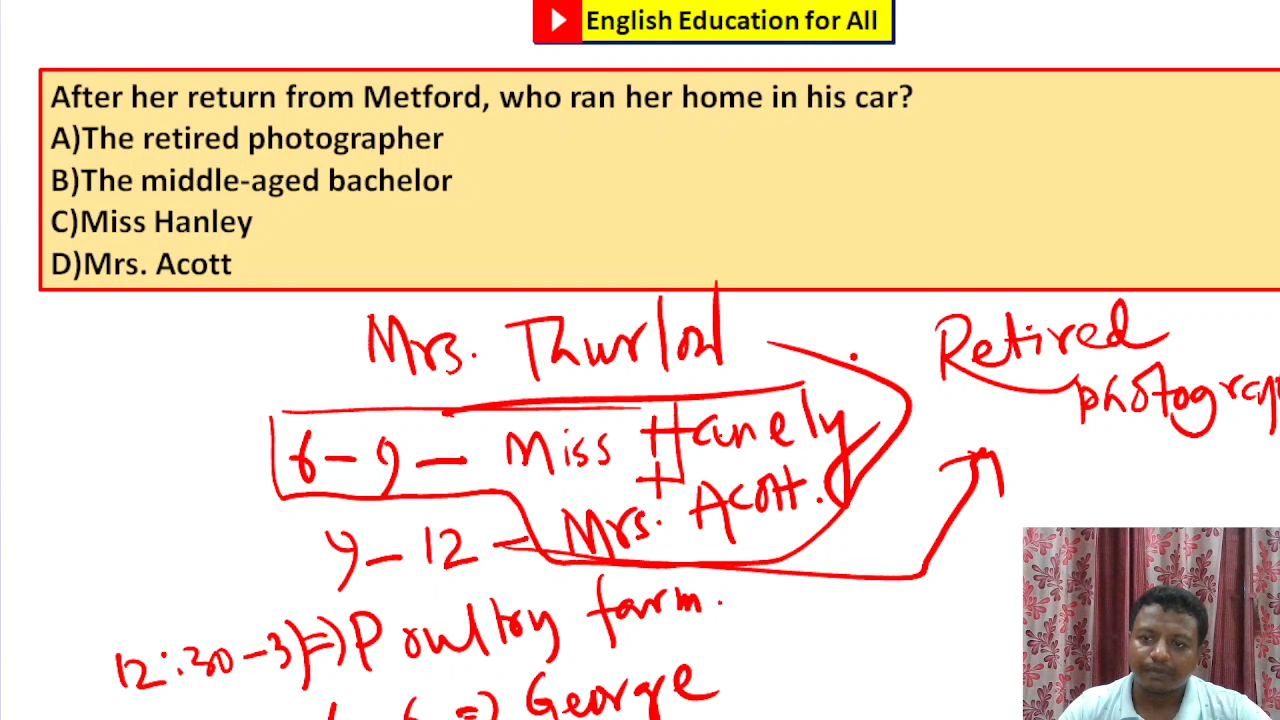 English Education for All
After her return from Metford, who ran her home in his car?
A)The retired photographer
B)The middle-aged bachelor
C)Miss Hanley
D)Mrs. Acott
Mrs. Thurlow
Retired
photograph
6-9- Miss Hanely
+
Mrs. Acott.
9-12-
12:30-3)=>Poultry farm.
6 => George